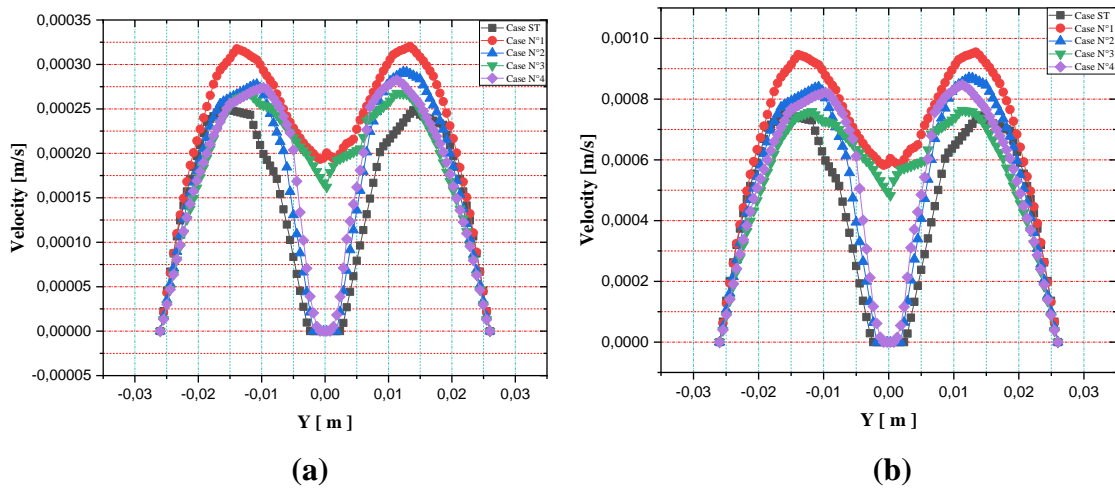 0,00035
0,00030
0,00025
0,00020
0,00015
0,00010
0,00005
0,00000
-0,00005
Velocity [m/s]
-0,03 -0,02 -0,01 0,00 0,01 0,02 0,03
Y [ m ]
Case ST
Case N°1
Case N°2
Case N°3
Case N°4
(a)
0,0010
0,0008
0,0006
0,0004
0,0002
0,0000
Velocity [m/s]
-0,03 -0,02 -0,01 0,00 0,01 0,02 0,03
Y [ m ]
Case ST
Case N°1
Case N°2
Case N°3
Case N°4
(b)